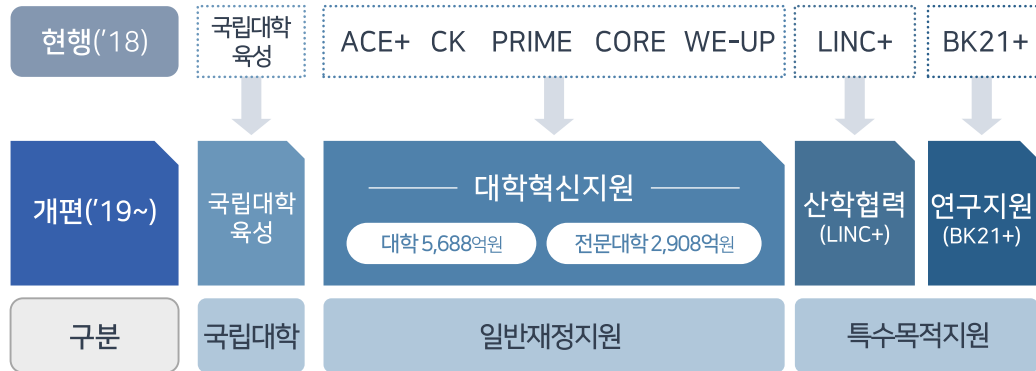 현행('18)
국립대학
육성
ACE+ CK PRIME CORE WE-UP
LINC+
BK21+
개편('19~)
국립대학
육성
대학혁신지원
대학 5,688억원
전문대학 2,908억원
산학협력
(LINC+)
연구지원
(BK21+)
구분
국립대학
일반재정지원
특수목적지원